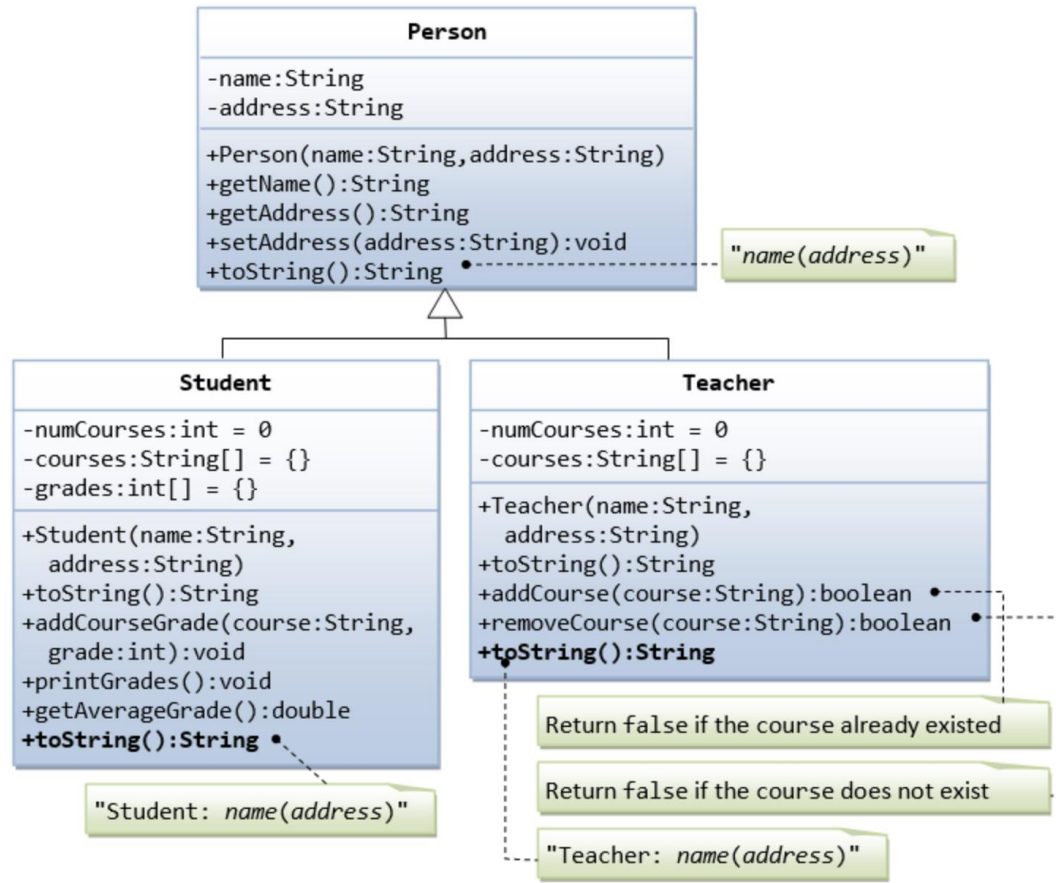 Person
-name:String
-address:String
+Person(name:String,address:String)
+getName():String
+getAddress():String
+setAddress(address:String):void
+toString():String
"name(address)"
Student
-numCourses:int = 0
-courses:String[] = {}
-grades:int[] = {}
+Student(name:String,
address:String)
+toString():String
+addCourseGrade(course:String,
grade:int):void
+printGrades():void
+getAverageGrade():double
+toString():String
"Student: name(address)"
Teacher
-numCourses:int = 0
-courses:String[] = {}
+Teacher(name:String,
address:String)
+toString():String
+addCourse(course:String):boolean
+removeCourse(course:String):boolean
+toString():String
Return false if the course already existed
Return false if the course does not exist
"Teacher: name(address)"